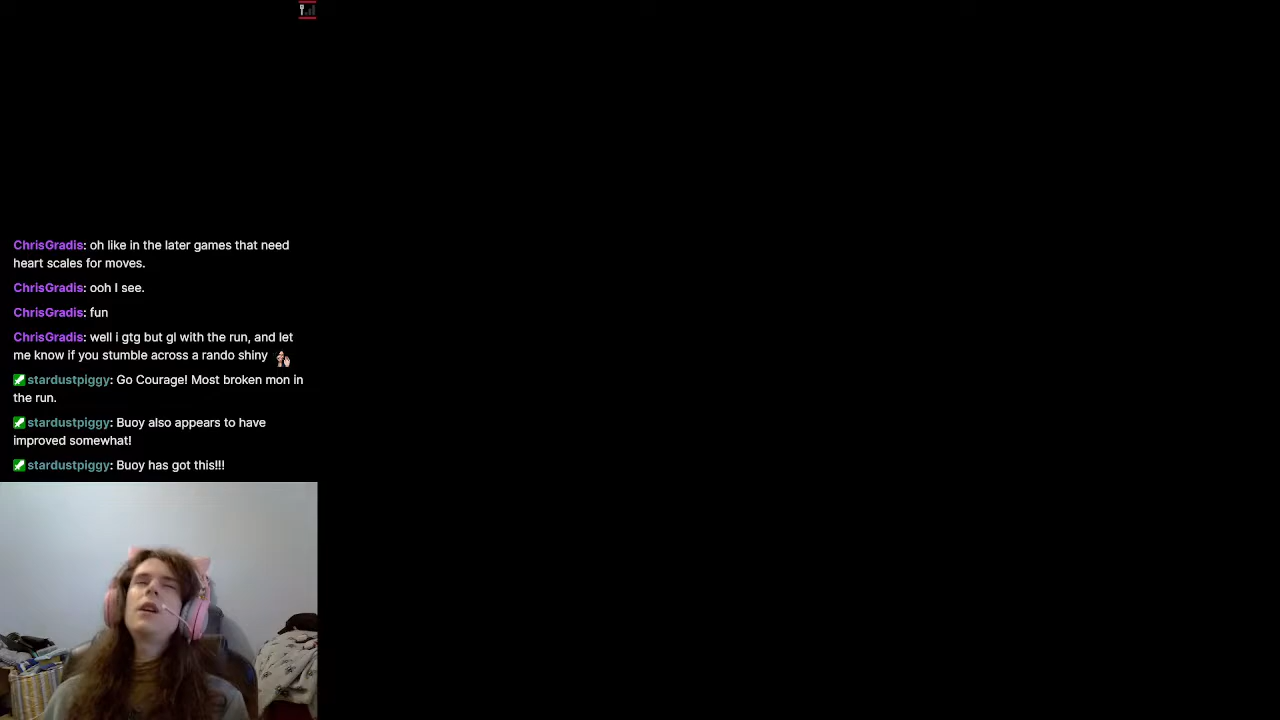 ChrisGradis: oh like in the later games that need
heart scales for moves.
ChrisGradis: ooh I see.
ChrisGradis: fun
ChrisGradis: well i gtg but gl with the run, and let
me know if you stumble across a rando shiny
stardustpiggy: Go Courage! Most broken mon in
the run.
stardustpiggy: Buoy also appears to have
improved somewhat!
stardustpiggy: Buoy has got this!!!